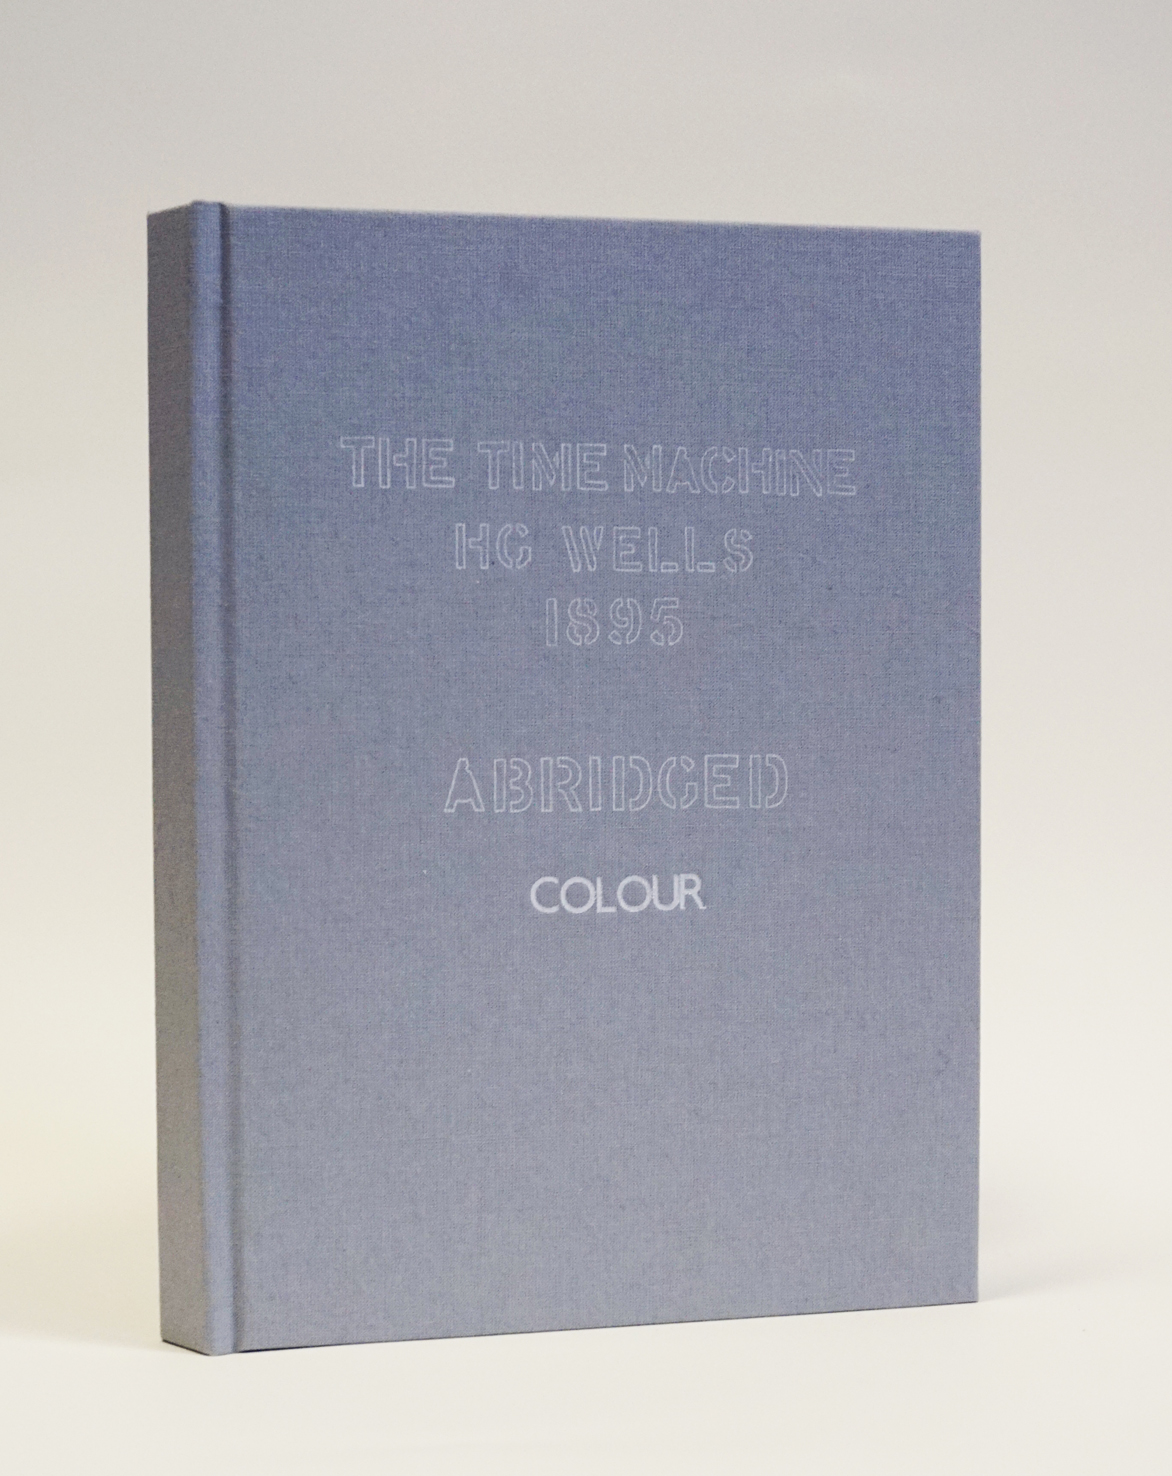 THE TIME MACHINE
HG WELLS
1895
ABRIDGED
COLOUR